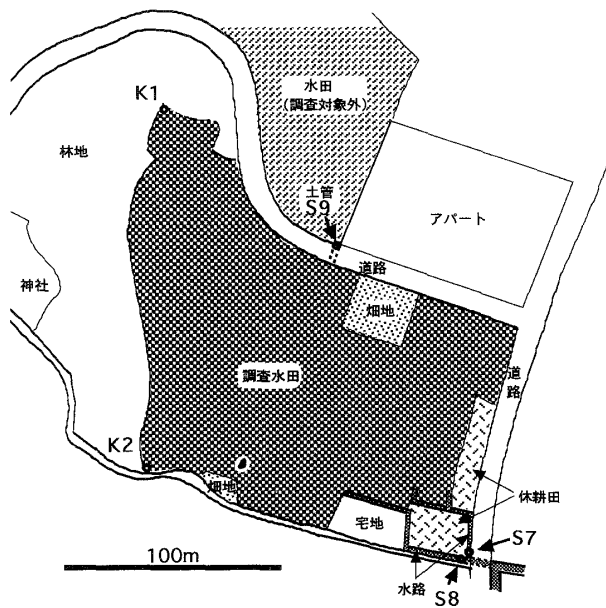 水田
(調査対象外)
K1
林地
土管
S9
アパート
道路
神社
畑地
道路
調査水田
K2
畑地
休耕田
宅地
S7
100m
水路
S8